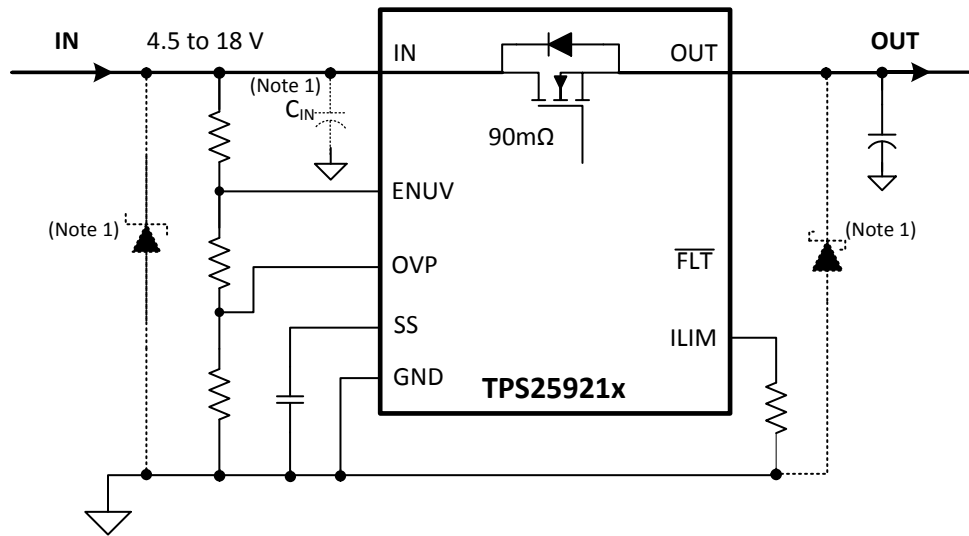 IN
4.5 to 18 V
IN
OUT
OUT
(Note 1)
CIN
90mΩ
ENUV
(Note 1)
(Note 1)
OVP
FLT
SS
ILIM
GND
TPS25921x